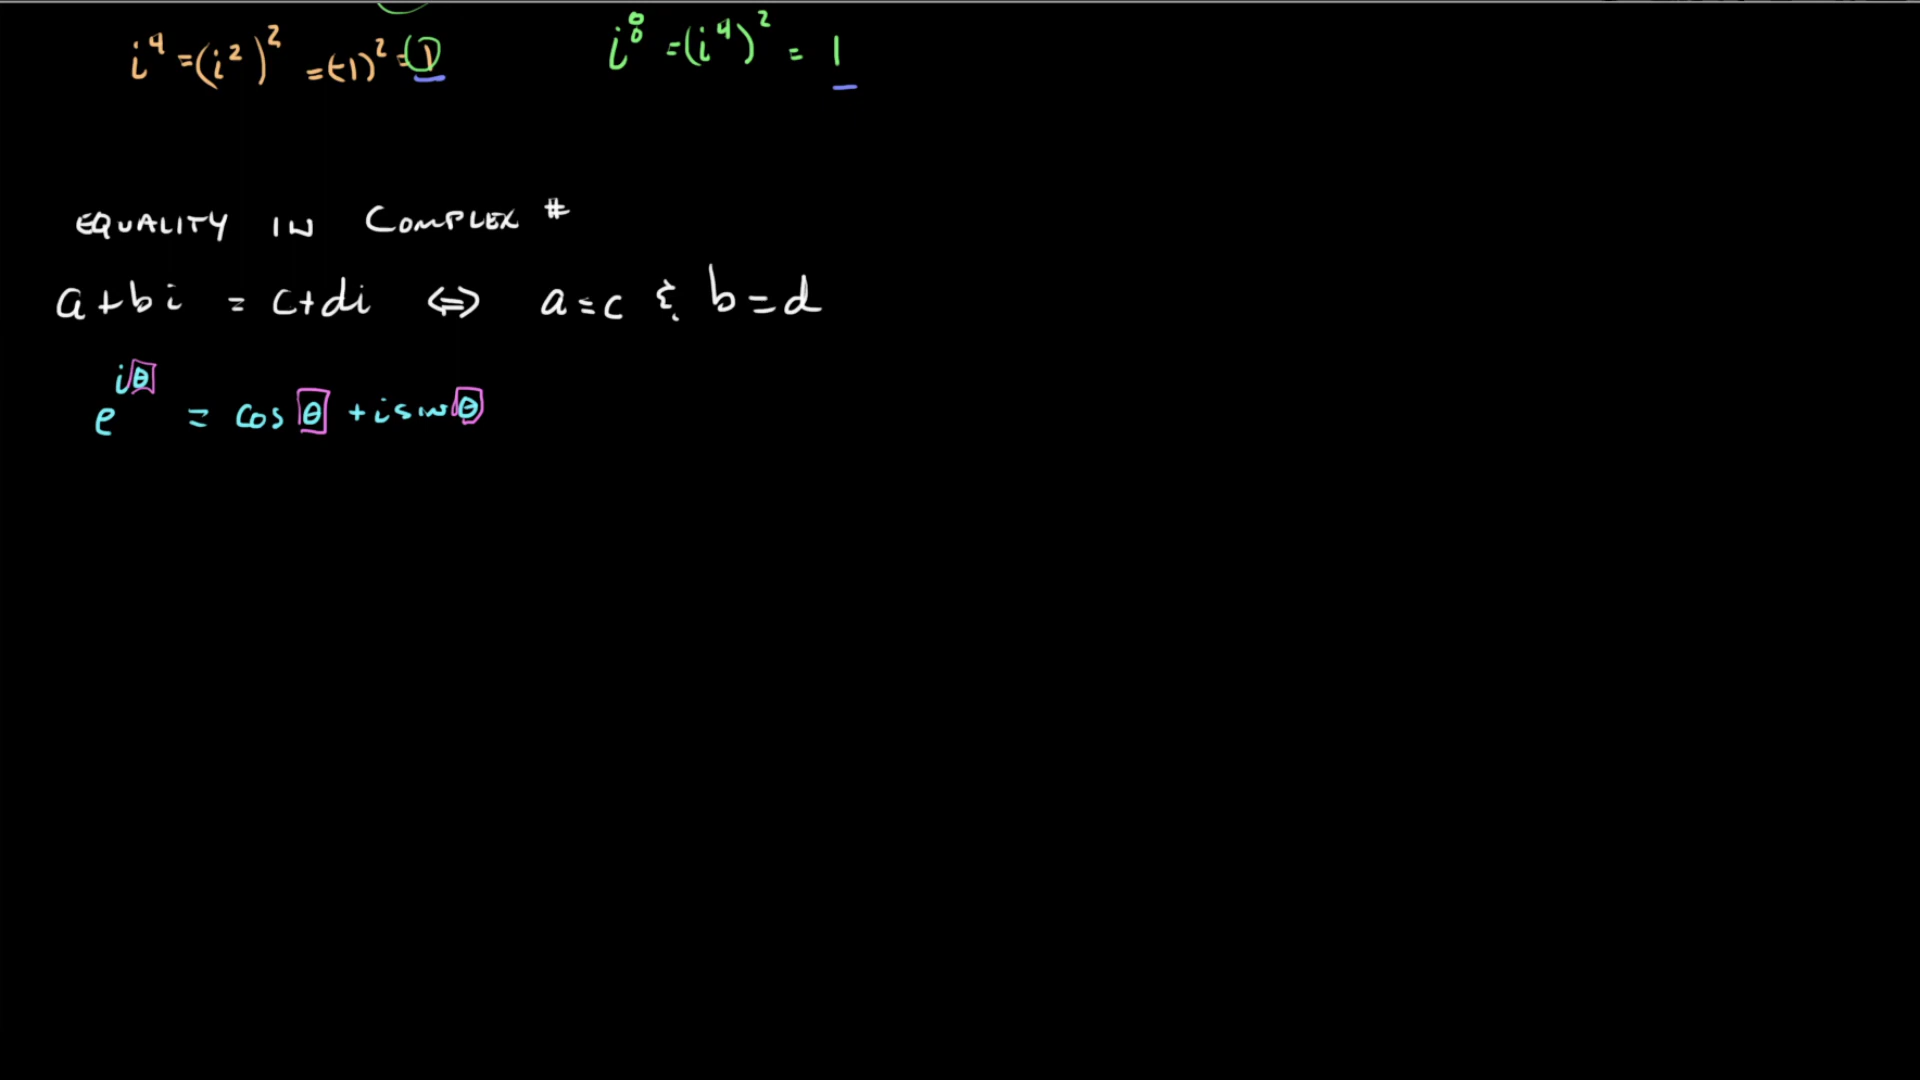 i⁴ = (i²)² = (-1)² = 1 i⁸ = (i⁴)² = 1
EQUALITY IN COMPLEX #
a+bi = c+di ⇔ a=c & b=d
e^{iθ} = cos θ + i sin θ